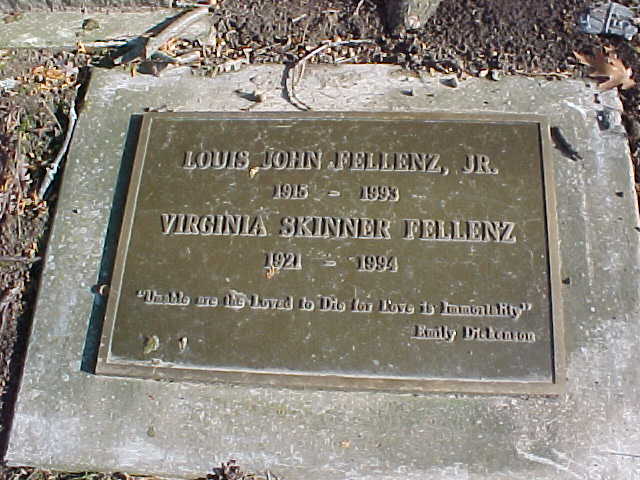 LOUIS JOHN FELLENZ, JR.
1915 - 1993
VIRGINIA SKINNER FELLENZ
1921 - 1994
"Unable are the Loved to Die for Love is Immortality"
Emily Dickenson